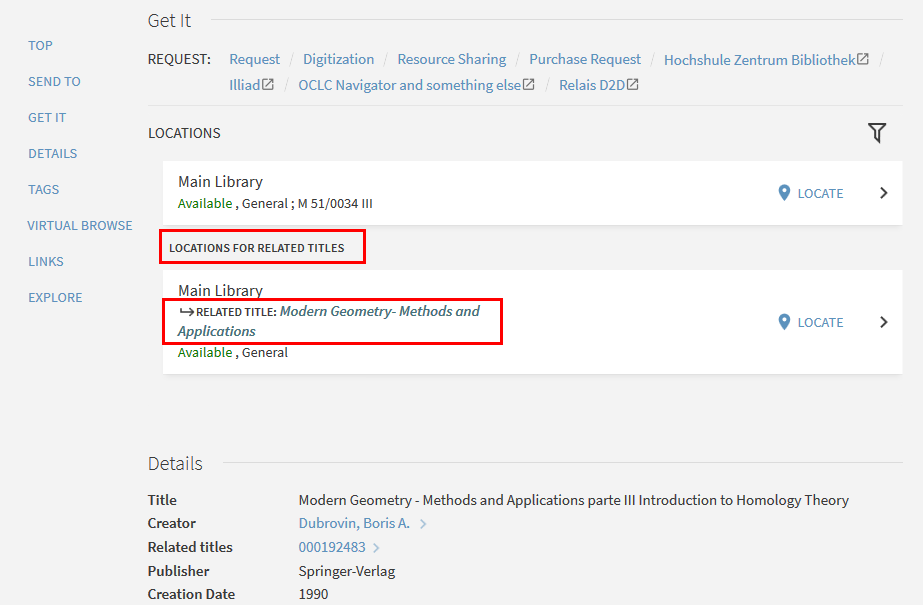 Get It
TOP
SEND TO
GET IT
DETAILS
TAGS
VIRTUAL BROWSE
LINKS
EXPLORE
REQUEST: Request / Digitization / Resource Sharing / Purchase Request / Hochshule Zentrum Bibliothek /
Illiad / OCLC Navigator and something else / Relais D2D
LOCATIONS
Main Library
Available , General ; M 51/0034 III
LOCATE
LOCATIONS FOR RELATED TITLES
Main Library
RELATED TITLE: Modern Geometry- Methods and
Applications
Available , General
LOCATE
Details
Title Modern Geometry - Methods and Applications parte III Introduction to Homology Theory
Creator Dubrovin, Boris A.
Related titles 000192483
Publisher Springer-Verlag
Creation Date 1990